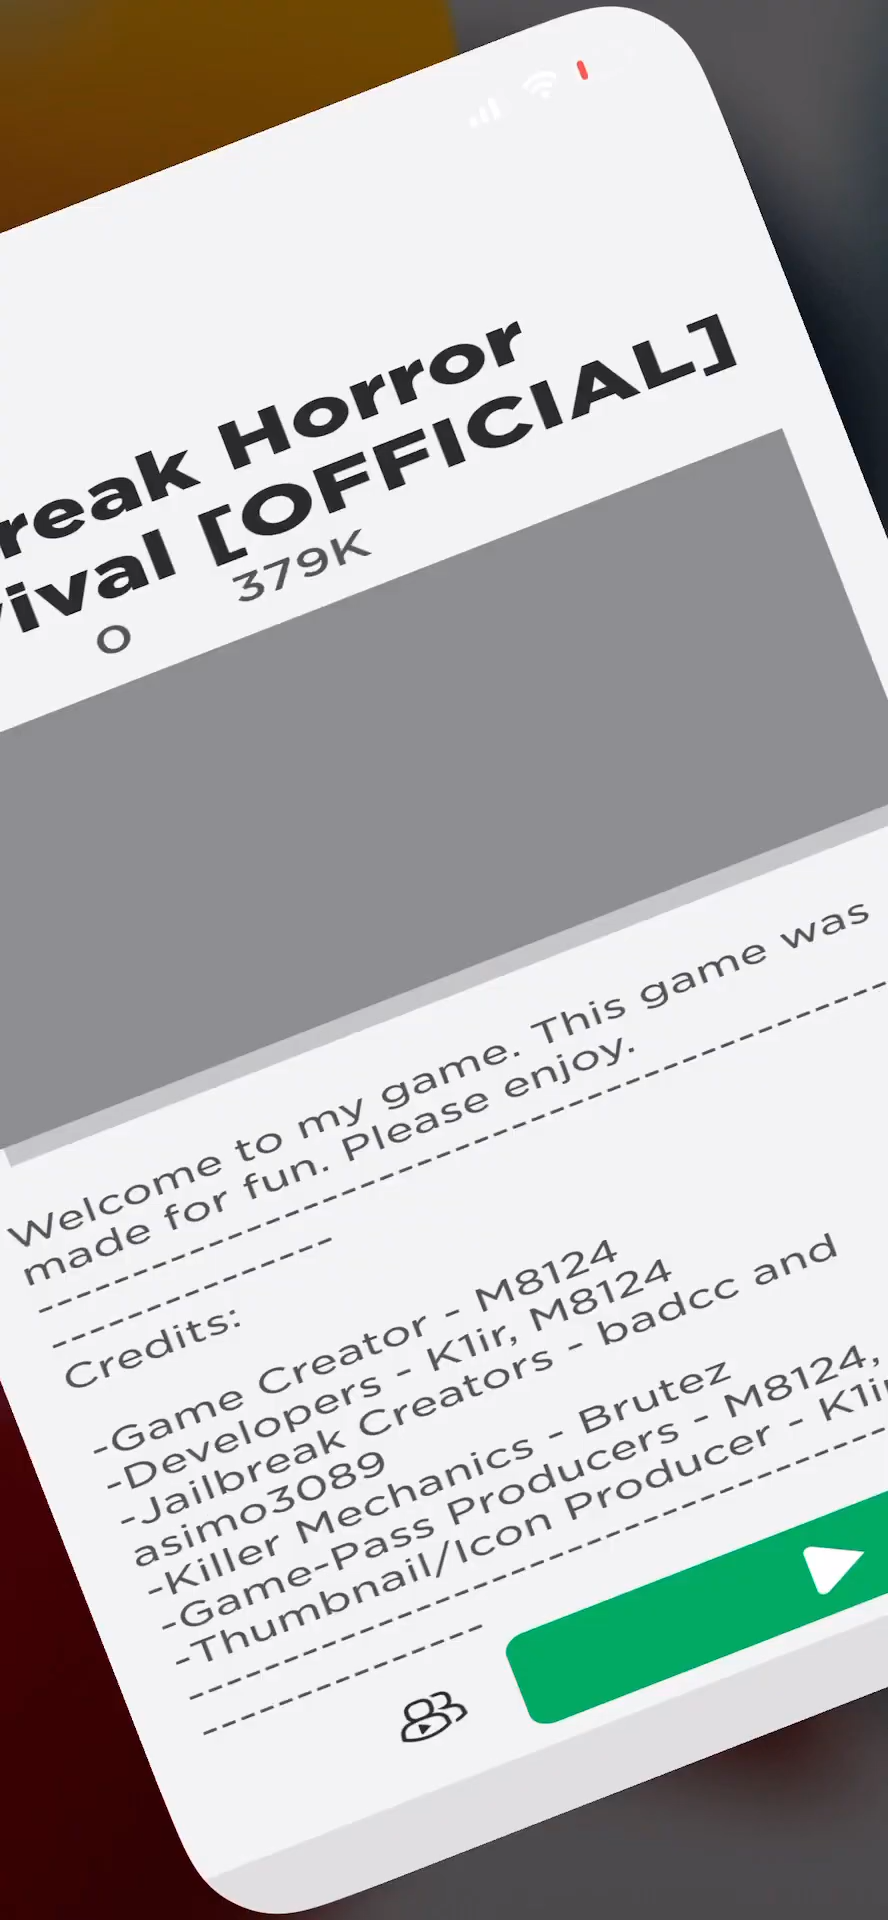 reak Horror
vival [OFFICIAL]
0 379K
Welcome to my game. This game was
made for fun. Please enjoy.
--------------------------------------------------
----------------
Credits:
-Game Creator - M8124
-Developers - K1ir, M8124
-Jailbreak Creators - badcc and
asimo3089
-Killer Mechanics - Brutez
-Game-Pass Producers - M8124,
-Thumbnail/Icon Producer - K1ir
--------------------------------------------------
----------------